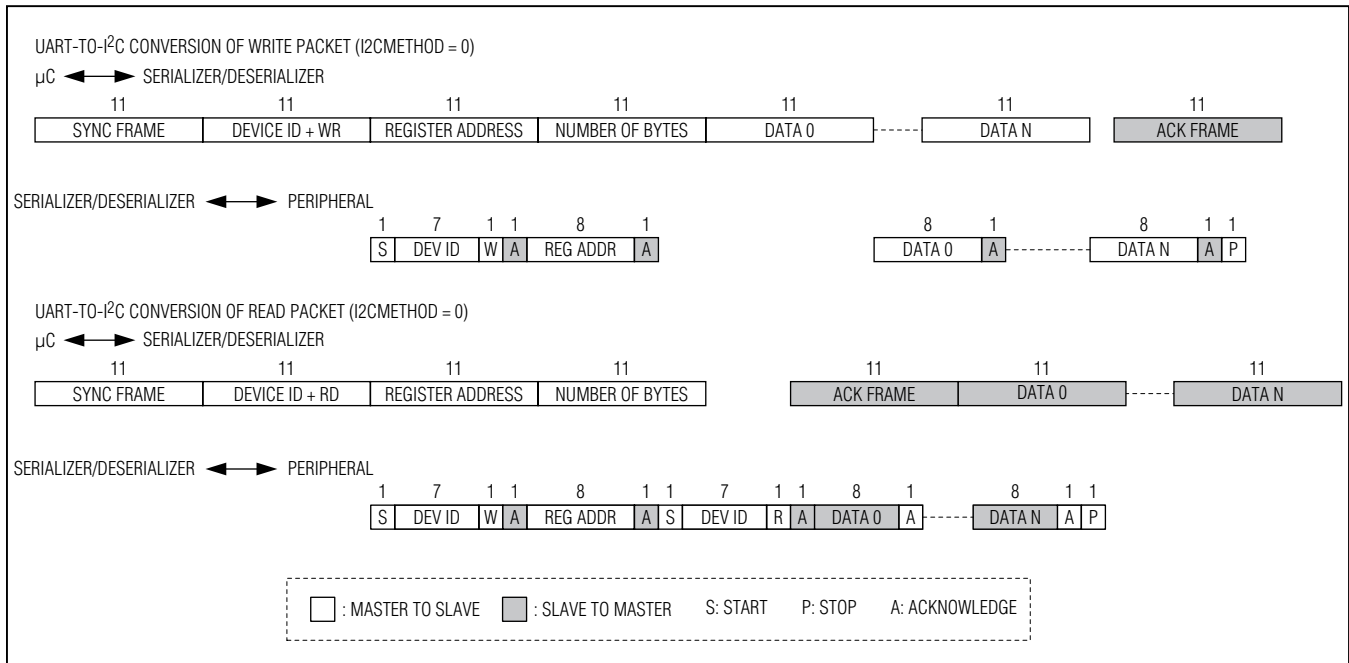 UART-TO-I2C CONVERSION OF WRITE PACKET (I2CMETHOD = 0)
µC SERIALIZER/DESERIALIZER
11 11 11 11 11 11 11
SYNC FRAME DEVICE ID + WR REGISTER ADDRESS NUMBER OF BYTES DATA 0 DATA N ACK FRAME
SERIALIZER/DESERIALIZER PERIPHERAL
1 7 1 1 8 1 8 1 8 1 1
S DEV ID W A REG ADDR A DATA 0 A DATA N A P
UART-TO-I2C CONVERSION OF READ PACKET (I2CMETHOD = 0)
µC SERIALIZER/DESERIALIZER
11 11 11 11 11 11 11
SYNC FRAME DEVICE ID + RD REGISTER ADDRESS NUMBER OF BYTES ACK FRAME DATA 0 DATA N
SERIALIZER/DESERIALIZER PERIPHERAL
1 7 1 1 8 1 1 7 1 1 8 1 8 1 1
S DEV ID W A REG ADDR A S DEV ID R A DATA 0 A DATA N A P
: MASTER TO SLAVE : SLAVE TO MASTER S: START P: STOP A: ACKNOWLEDGE